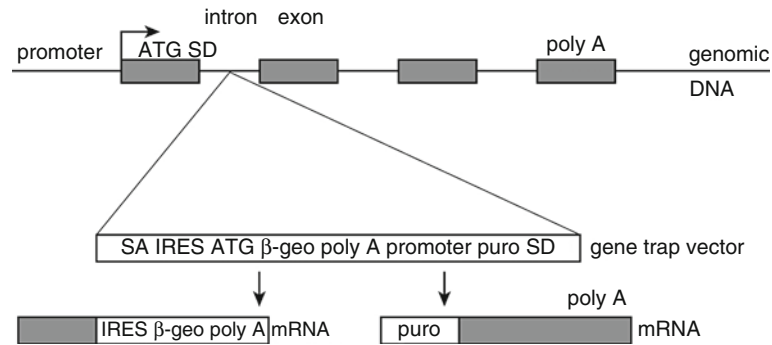 intron exon
promoter ATG SD poly A genomic
DNA
SA IRES ATG β-geo poly A promoter puro SD gene trap vector
poly A
IRES β-geo poly A mRNA puro mRNA